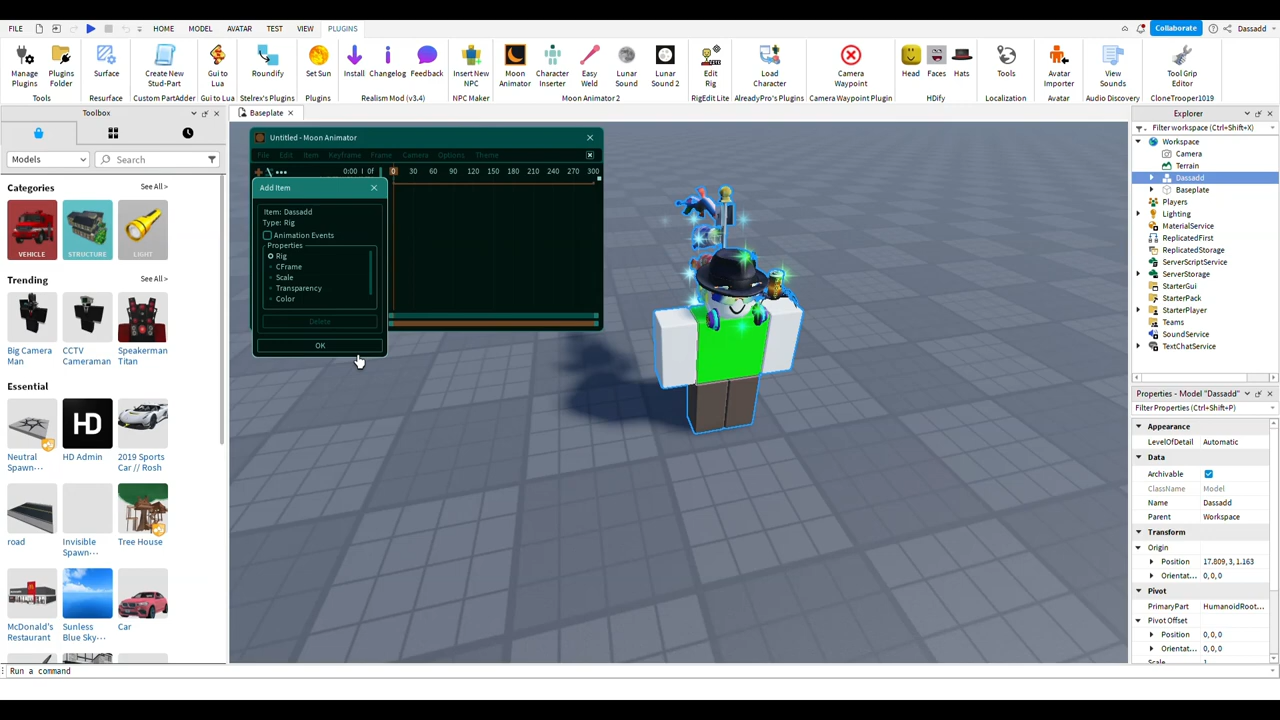 FILE HOME MODEL AVATAR TEST VIEW PLUGINS Collaborate Dassadd
Manage Plugins
Plugins Folder
Tools
Surface
Resurface
Create New Stud-Part
Custom PartAdder
Gui to Lua
Gui to Lua
Roundify
Stelrex's Plugins
Set Sun
Plugins
Install
Changelog
Feedback
Realism Mod (v3.4)
Insert New NPC
NPC Maker
Moon Animator
Character Inserter
Easy Weld
Lunar Sound
Lunar Sound 2
Moon Animator 2
Edit Rig
RigEdit Lite
Load Character
AlreadyPro's Plugins
Camera Waypoint
Camera Waypoint Plugin
Head
Faces
Hats
HDify
Tools
Localization
Avatar Importer
Avatar
View Sounds
Audio Discovery
Tool Grip Editor
CloneTrooper1019
Toolbox
Models
Search
Categories See All >
VEHICLE
STRUCTURE
LIGHT
Trending See All >
Big Camera Man
CCTV Cameraman
Speakerman Titan
Essential
HD
Neutral Spawn···
HD Admin
2019 Sports Car // Rosh
road
Invisible Spawn···
Tree House
McDonald's Restaurant
Sunless Blue Sky···
Car
Baseplate
Untitled - Moon Animator
File Edit Item Keyframe Frame Camera Options Theme
0:00 | 0f
0 30 60 90 120 150 180 210 240 270 300
Add Item
Item: Dassadd
Type: Rig
Animation Events
Properties
Rig
CFrame
Scale
Transparency
Color
Delete
OK
Explorer
Filter workspace (Ctrl+Shift+X)
Workspace
Camera
Terrain
Dassadd
Baseplate
Players
Lighting
MaterialService
ReplicatedFirst
ReplicatedStorage
ServerScriptService
ServerStorage
StarterGui
StarterPack
StarterPlayer
Teams
SoundService
TextChatService
Properties - Model "Dassadd"
Filter Properties (Ctrl+Shift+P)
Appearance
LevelOfDetail Automatic
Data
Archivable
ClassName Model
Name Dassadd
Parent Workspace
Transform
Origin
Position 17.809, 3, 1.163
Orientat... 0, 0, 0
Pivot
PrimaryPart HumanoidRoot...
Pivot Offset
Position 0, 0, 0
Orientat... 0, 0, 0
Scale 1
Run a command